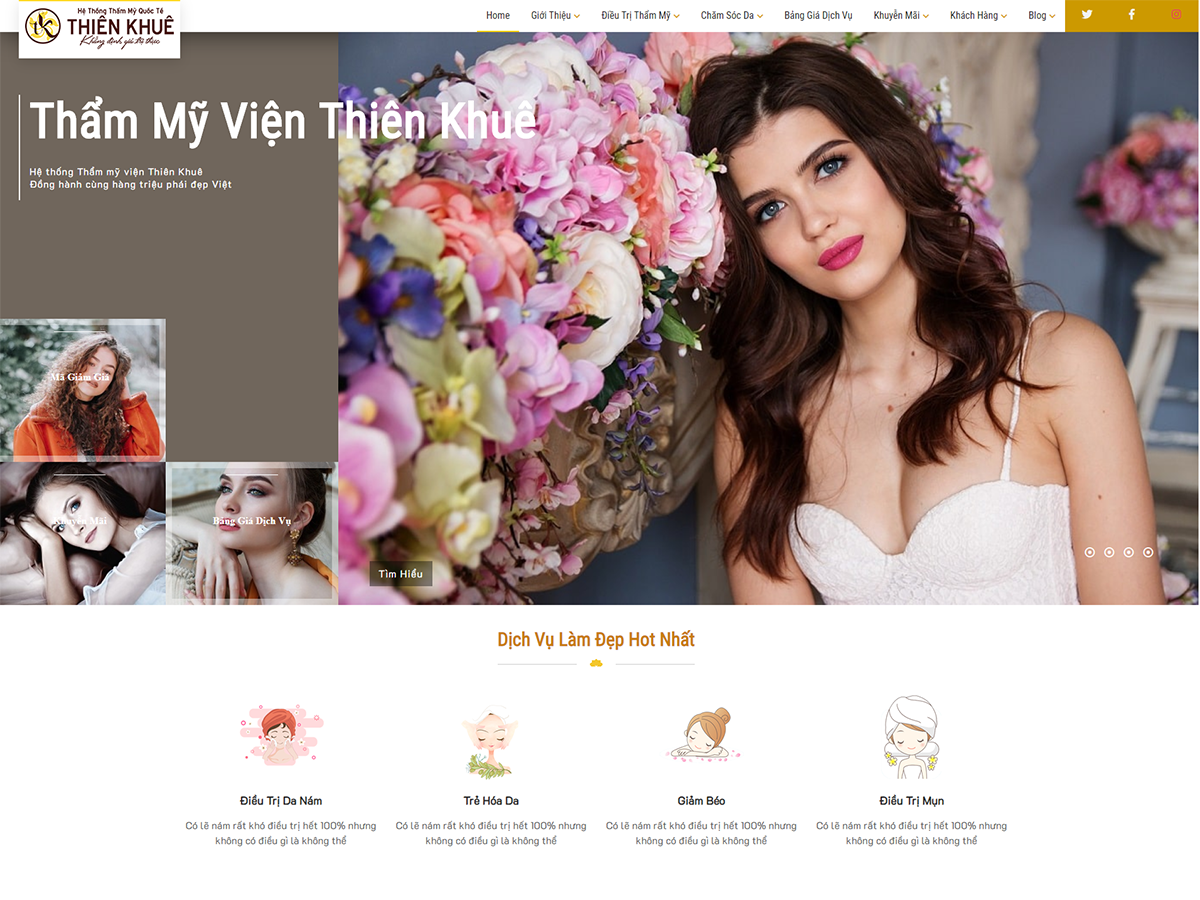 Hệ Thống Thẩm Mỹ Quốc Tế
THIÊN KHUÊ
Khẳng định giá trị thực
Home
Giới Thiệu
Điều Trị Thẩm Mỹ
Chăm Sóc Da
Bảng Giá Dịch Vụ
Khuyễn Mãi
Khách Hàng
Blog
Thẩm Mỹ Viện Thiên Khuê
Hệ thống Thẩm mỹ viện Thiên Khuê
Đồng hành cùng hàng triệu phái đẹp Việt
Mã Giảm Giá
Khuyến Mãi
Bảng Giá Dịch Vụ
Tìm Hiểu
Dịch Vụ Làm Đẹp Hot Nhất
Điều Trị Da Nám
Trẻ Hóa Da
Giảm Béo
Điều Trị Mụn
Có lẽ nám rất khó điều trị hết 100% nhưng
không có điều gì là không thể
Có lẽ nám rất khó điều trị hết 100% nhưng
không có điều gì là không thể
Có lẽ nám rất khó điều trị hết 100% nhưng
không có điều gì là không thể
Có lẽ nám rất khó điều trị hết 100% nhưng
không có điều gì là không thể